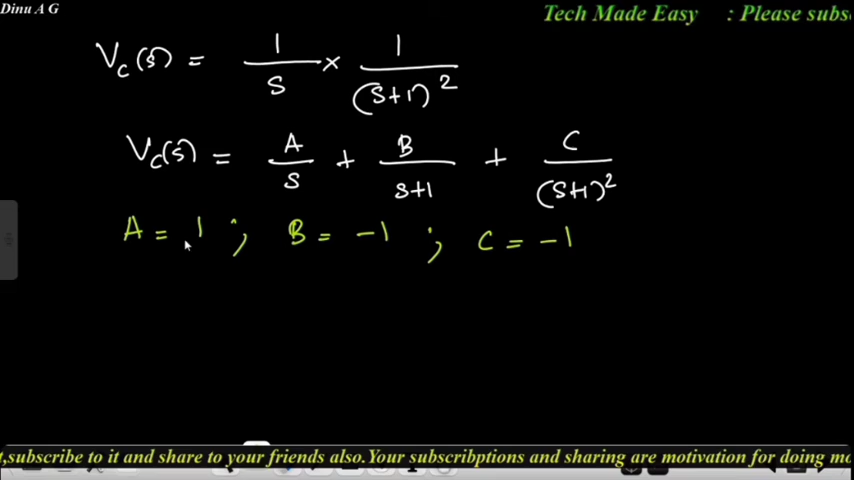 Dinu A G
Tech Made Easy : Please subs
Vc(s) = 1/S × 1/(S+1)²
Vc(s) = A/S + B/S+1 + C/(S+1)²
A = 1 ; B = -1 ; C = -1
t,subscribe to it and share to your friends also.Your subscribptions and sharing are motivation for doing mo